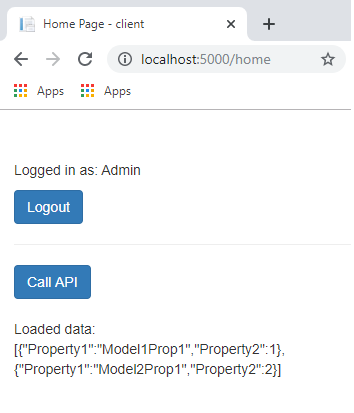 Home Page - client
localhost:5000/home
Apps Apps
Logged in as: Admin
Logout
Call API
Loaded data:
[{"Property1":"Model1Prop1","Property2":1},
{"Property1":"Model2Prop1","Property2":2}]